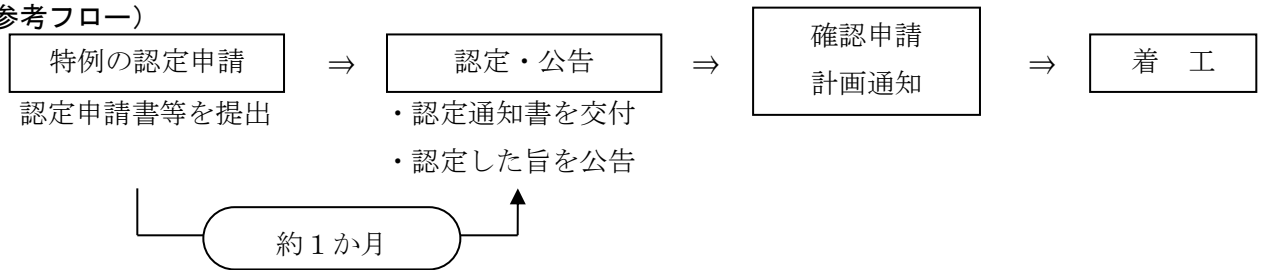 参考フロー）
特例の認定申請 ⇒ 認定・公告 ⇒ 確認申請
計画通知 ⇒ 着　工
認定申請書等を提出 ・認定通知書を交付
・認定した旨を公告
約１か月